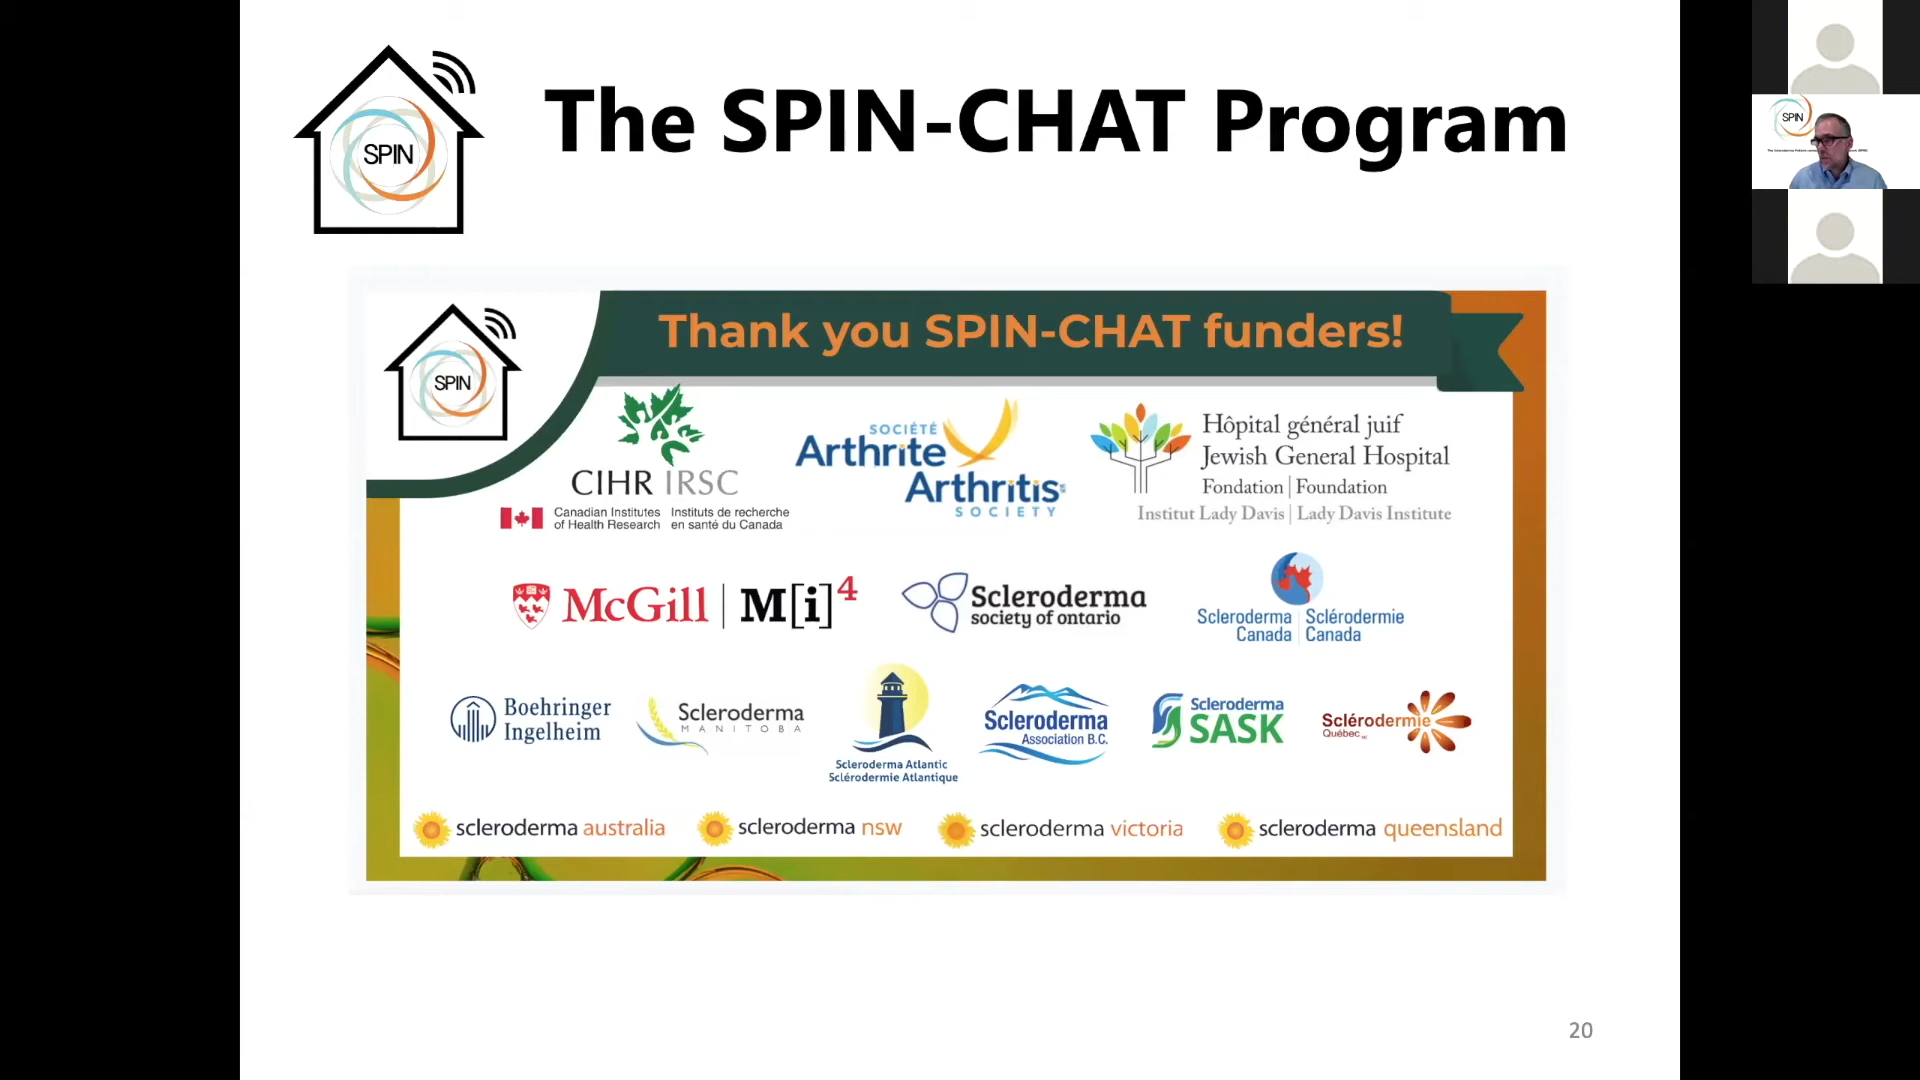 The SPIN-CHAT Program
SPIN
SPIN
Thank you SPIN-CHAT funders!
SPIN
CIHR IRSC
Canadian Institutes of Health Research
Instituts de recherche en santé du Canada
SOCIÉTÉ
Arthrite
Arthritis
SOCIETY
Hôpital général juif
Jewish General Hospital
Fondation | Foundation
Institut Lady Davis | Lady Davis Institute
McGill | M[i]4
Scleroderma
society of ontario
Scleroderma Canada
Sclérodermie Canada
Boehringer
Ingelheim
Scleroderma
MANITOBA
Scleroderma Atlantic
Sclérodermie Atlantique
Scleroderma
Association B.C.
Scleroderma
SASK
Sclérodermie
Québec
scleroderma australia
scleroderma nsw
scleroderma victoria
scleroderma queensland
20